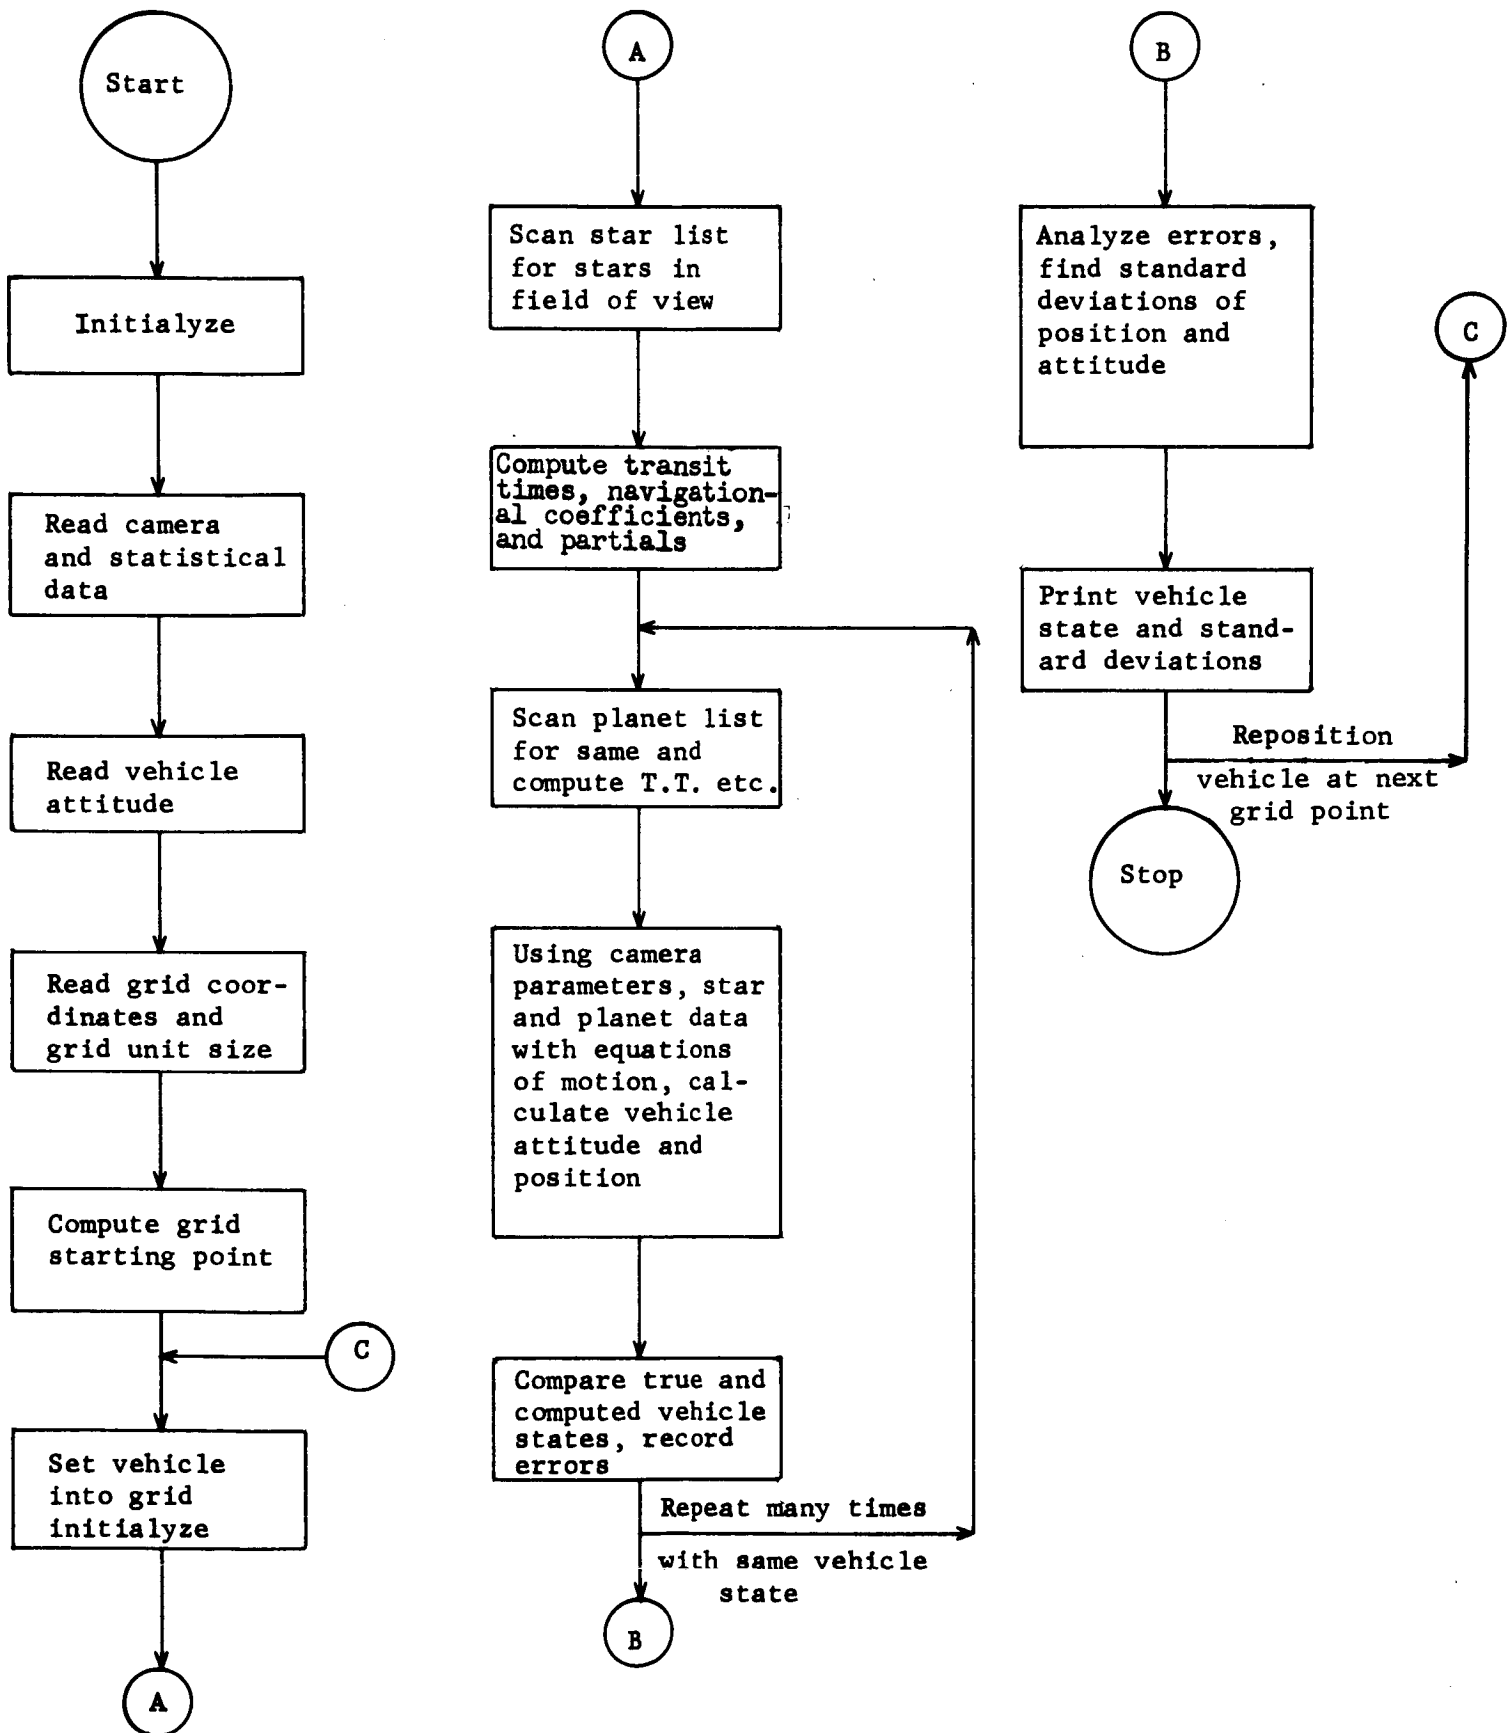 Start
Initialyze
Read camera
and statistical
data
Read vehicle
attitude
Read grid coor-
dinates and
grid unit size
Compute grid
starting point
C
Set vehicle
into grid
initialyze
A
A
Scan star list
for stars in
field of view
Compute transit
times, navigation-
al coefficients,
and partials
Scan planet list
for same and
compute T.T. etc.
Using camera
parameters, star
and planet data
with equations
of motion, cal-
culate vehicle
attitude and
position
Compare true and
computed vehicle
states, record
errors
Repeat many times
with same vehicle
state
B
B
Analyze errors,
find standard
deviations of
position and
attitude
C
Print vehicle
state and stand-
ard deviations
Reposition
vehicle at next
grid point
Stop